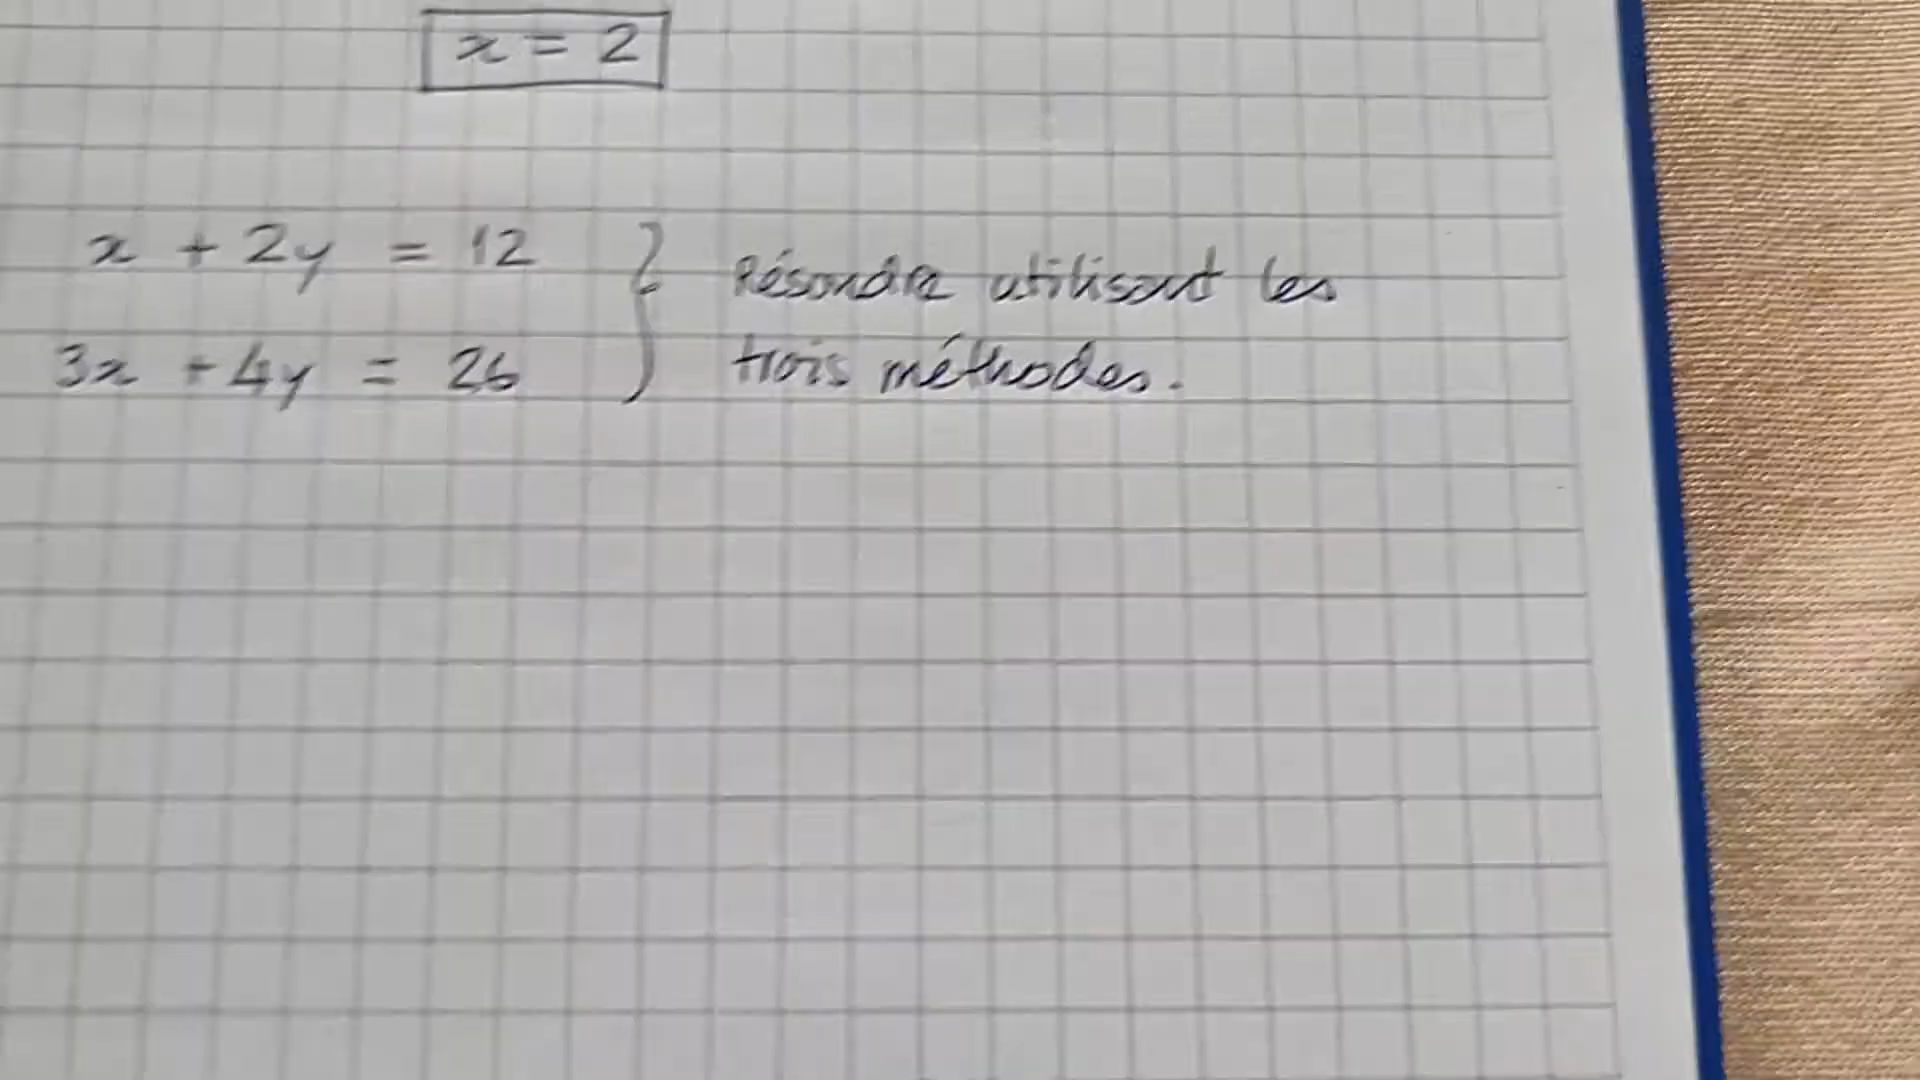 x = 2
x + 2y = 12
Résoudre utilisant les
3x + 4y = 26
trois méthodes.